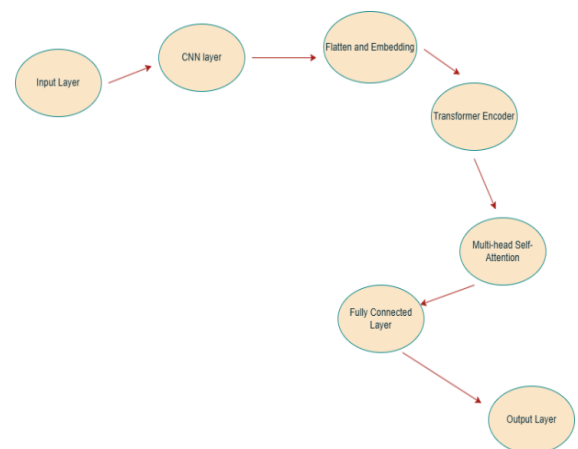 Input Layer
CNN layer
Flatten and Embedding
Transformer Encoder
Multi-head Self-
Attention
Fully Connected
Layer
Output Layer